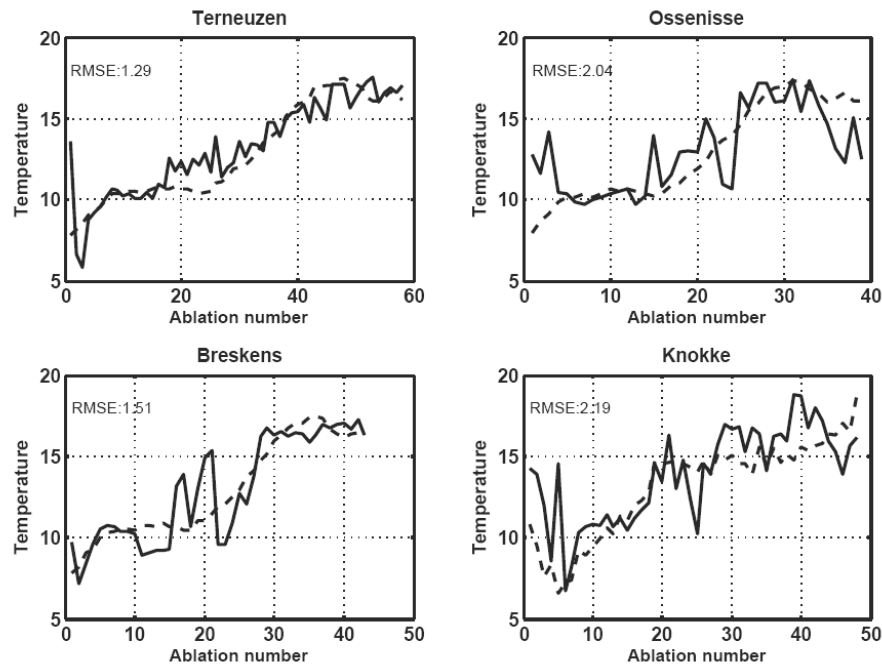 Terneuzen
20
15
10
5
RMSE:1.29
Temperature
0
20
40
60
Ablation number
Ossenisse
20
15
10
5
RMSE:2.04
Temperature
0
10
20
30
40
Ablation number
Breskens
20
15
10
5
RMSE:1.51
Temperature
0
10
20
30
40
50
Ablation number
Knokke
20
15
10
5
RMSE:2.19
Temperature
0
10
20
30
40
50
Ablation number